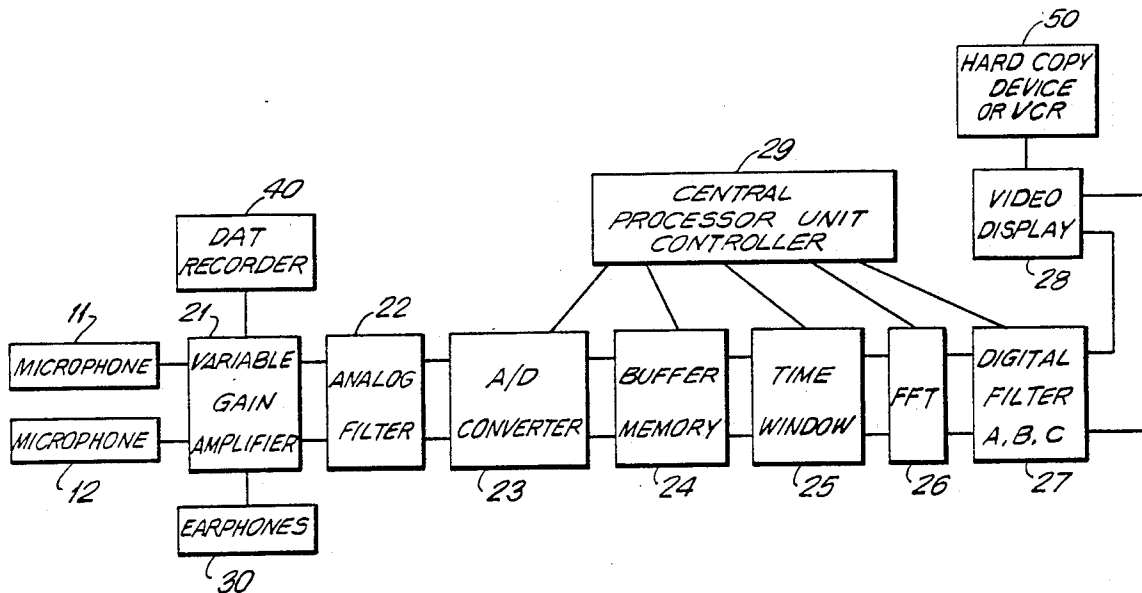 50
HARD COPY
DEVICE
OR VCR
29
CENTRAL
PROCESSOR UNIT
CONTROLLER
VIDEO
DISPLAY
28
40
DAT
RECORDER
11
MICROPHONE
MICROPHONE
12
21
VARIABLE
GAIN
AMPLIFIER
EARPHONES
30
22
ANALOG
FILTER
A/D
CONVERTER
23
BUFFER
MEMORY
24
TIME
WINDOW
25
FFT
26
DIGITAL
FILTER
A, B, C
27